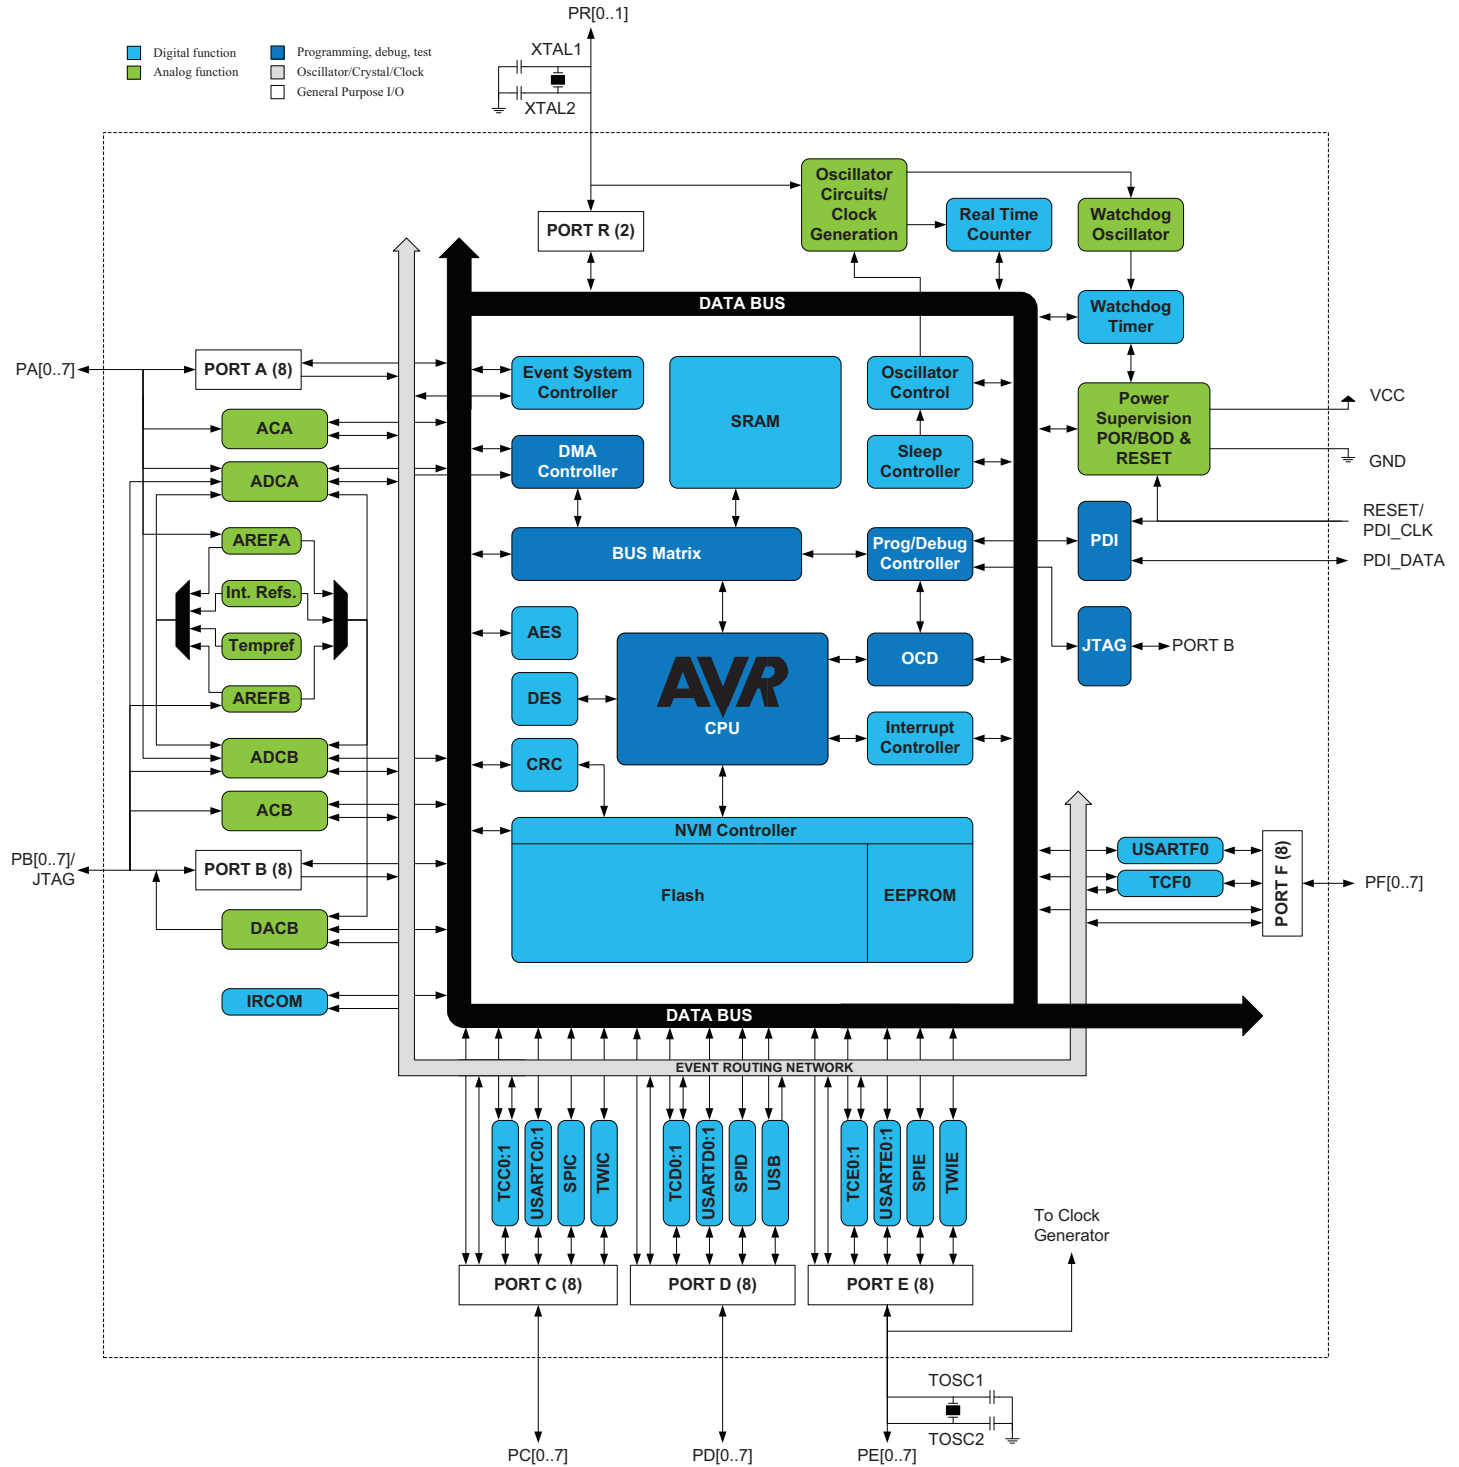 PR[0..1]
Digital function
Analog function
Programming, debug, test
Oscillator/Crystal/Clock
General Purpose I/O
XTAL1
XTAL2
Oscillator
Circuits/
Clock
Generation
Real Time
Counter
Watchdog
Oscillator
PORT R (2)
DATA BUS
Watchdog
Timer
PA[0..7]
PORT A (8)
Event System
Controller
SRAM
Oscillator
Control
Power
Supervision
POR/BOD &
RESET
VCC
GND
ACA
DMA
Controller
Sleep
Controller
ADCA
RESET/
PDI_CLK
PDI_DATA
AREFA
BUS Matrix
Prog/Debug
Controller
PDI
Int. Refs.
Tempref
AREFB
AES
DES
CRC
AVR
CPU
OCD
JTAG
PORT B
Interrupt
Controller
ADCB
ACB
NVM Controller
Flash
EEPROM
USARTF0
TCF0
PORT F (8)
PF[0..7]
PB[0..7]/
JTAG
PORT B (8)
DACB
IRCOM
DATA BUS
EVENT ROUTING NETWORK
TCC0:1
USARTC0:1
SPIC
TWIC
TCD0:1
USARTD0:1
SPID
USB
TCE0:1
USARTE0:1
SPIE
TWIE
To Clock
Generator
PORT C (8)
PORT D (8)
PORT E (8)
TOSC1
TOSC2
PC[0..7]
PD[0..7]
PE[0..7]